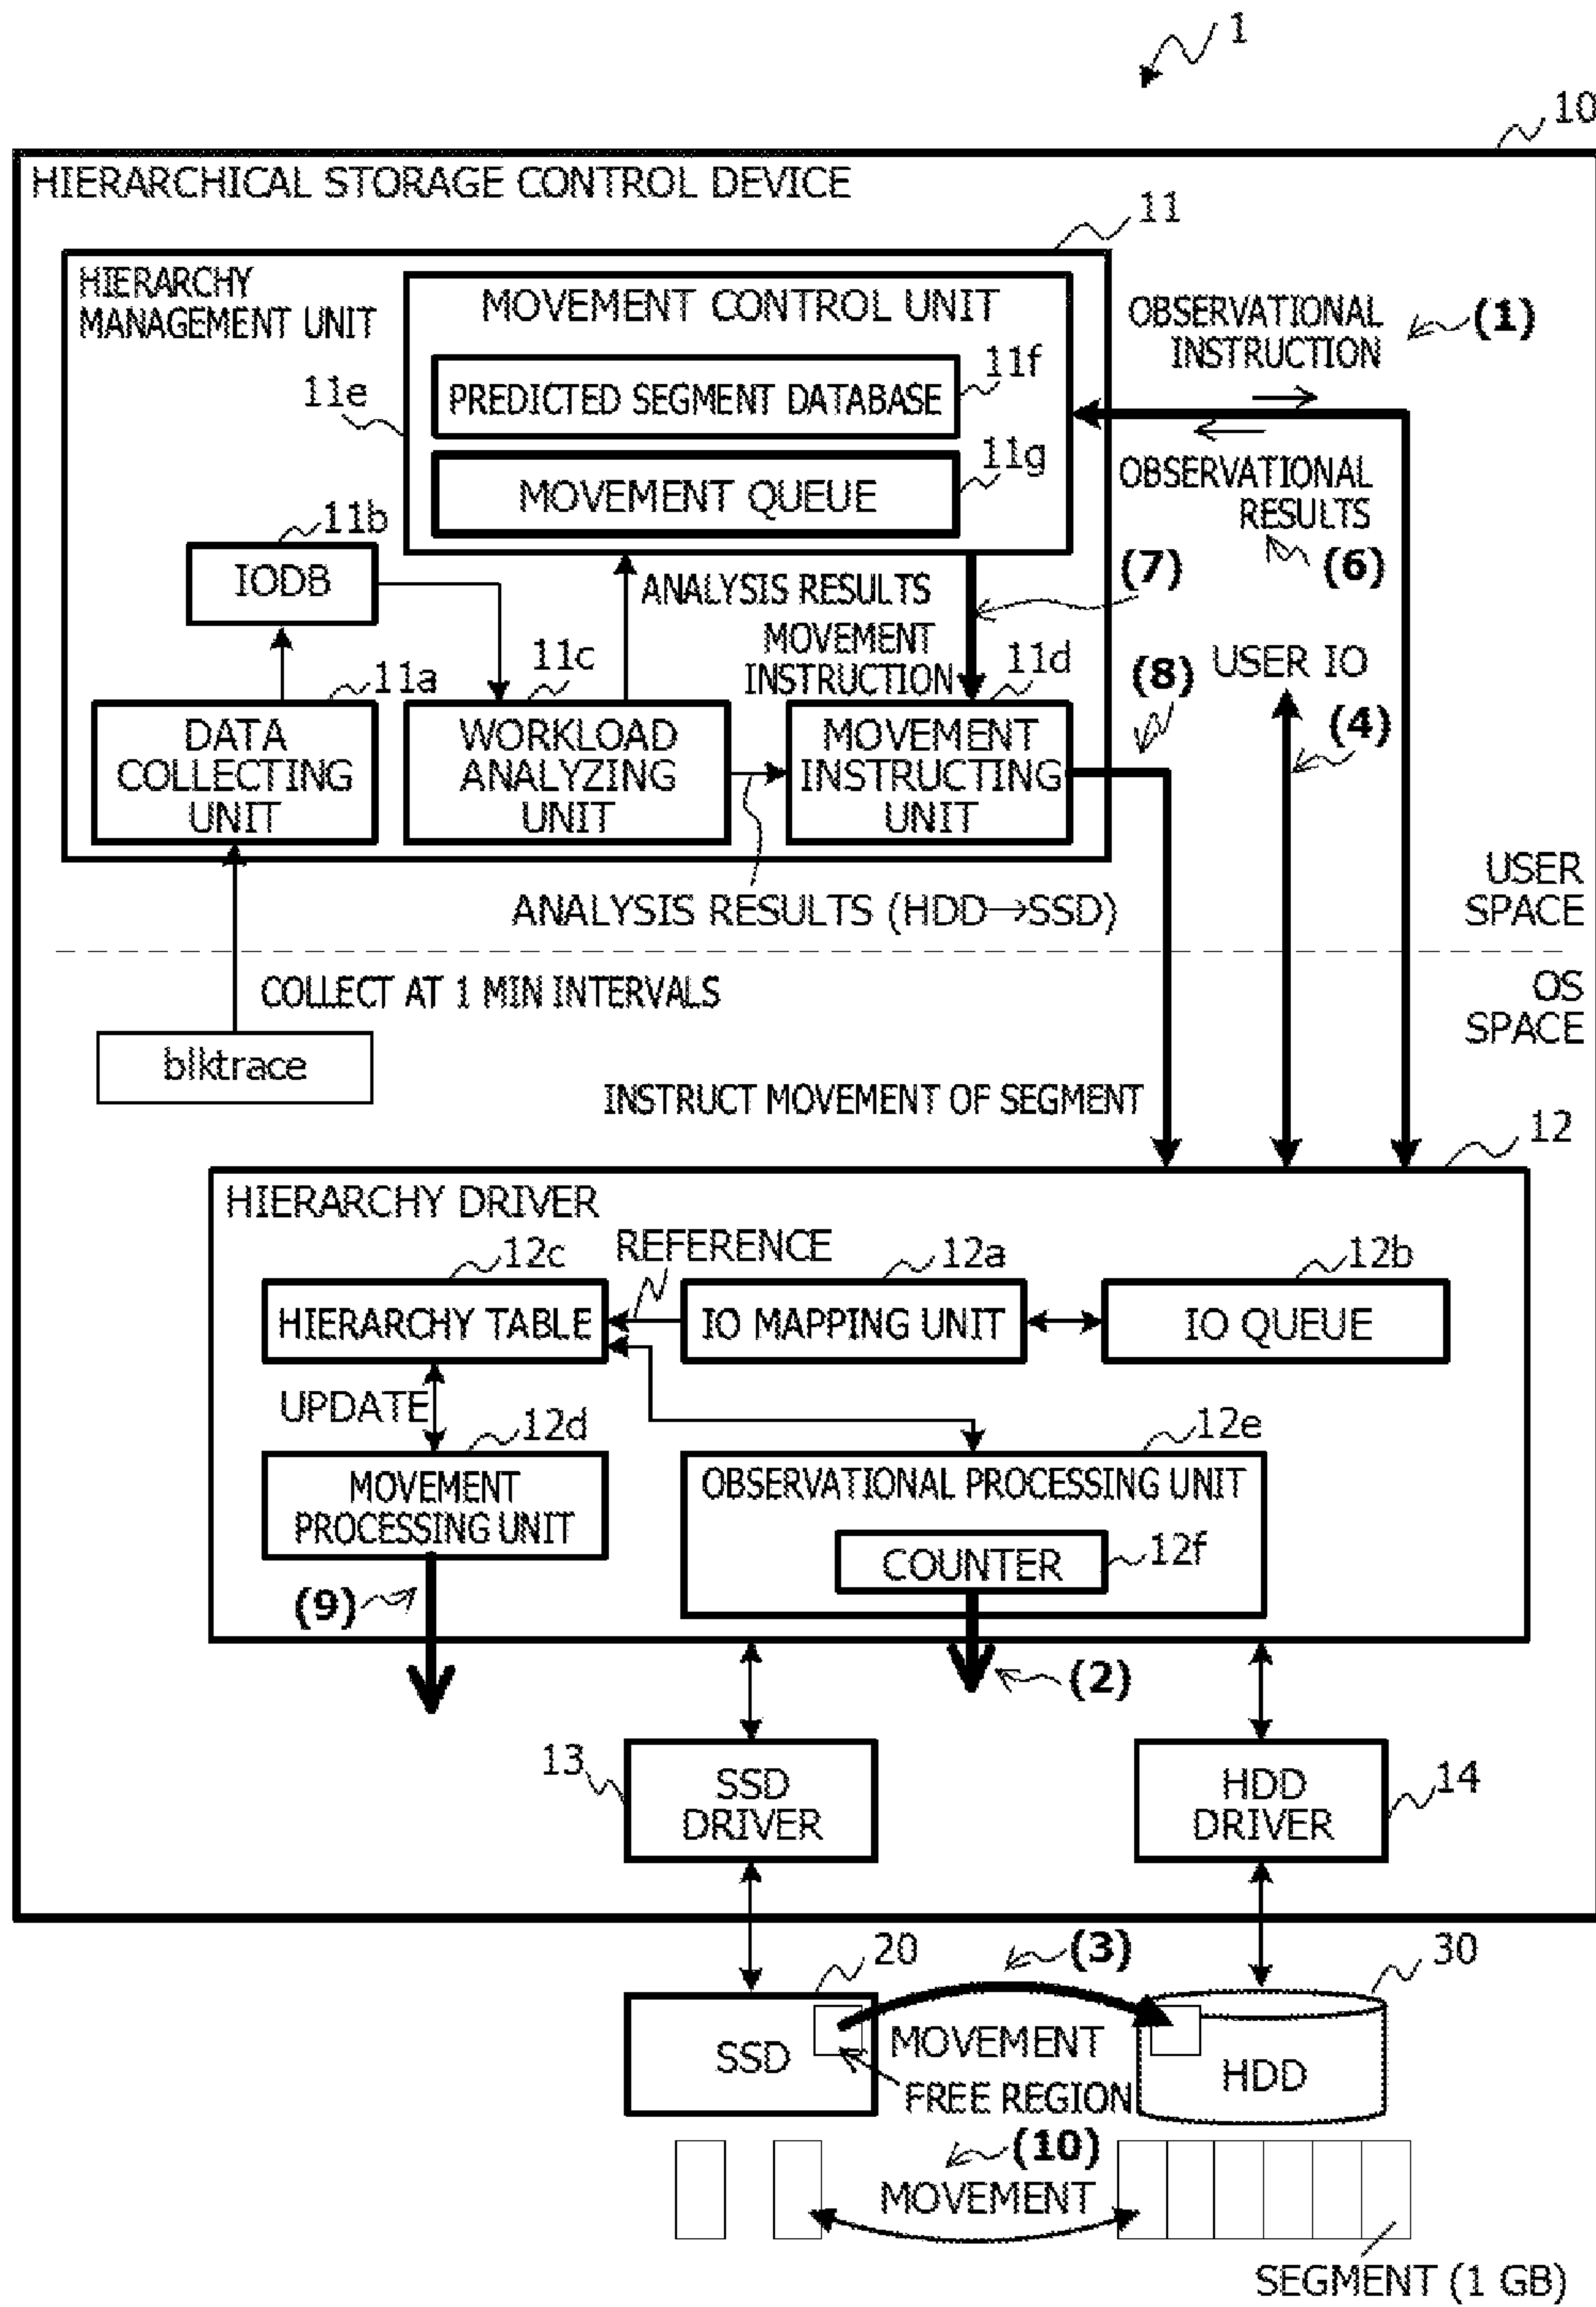 1
10
HIERARCHICAL STORAGE CONTROL DEVICE
11
HIERARCHY
MANAGEMENT UNIT
MOVEMENT CONTROL UNIT
11e
11f
PREDICTED SEGMENT DATABASE
11g
MOVEMENT QUEUE
OBSERVATIONAL
INSTRUCTION
(1)
OBSERVATIONAL
RESULTS
(6)
11b
IODB
ANALYSIS RESULTS
(7)
MOVEMENT
INSTRUCTION
11a
DATA
COLLECTING
UNIT
11c
WORKLOAD
ANALYZING
UNIT
11d
MOVEMENT
INSTRUCTING
UNIT
(8)
USER IO
(4)
ANALYSIS RESULTS (HDD→SSD)
USER
SPACE
COLLECT AT 1 MIN INTERVALS
OS
SPACE
blktrace
INSTRUCT MOVEMENT OF SEGMENT
12
HIERARCHY DRIVER
12c
REFERENCE
12a
12b
HIERARCHY TABLE
IO MAPPING UNIT
IO QUEUE
UPDATE
12d
12e
MOVEMENT
PROCESSING UNIT
OBSERVATIONAL PROCESSING UNIT
COUNTER
12f
(9)
(2)
13
SSD
DRIVER
HDD
DRIVER
14
20
(3)
30
SSD
MOVEMENT
FREE REGION
HDD
(10)
MOVEMENT
SEGMENT (1 GB)